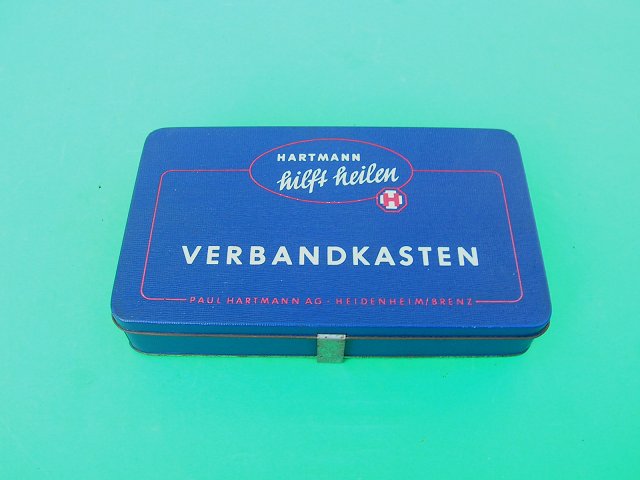 HARTMANN
hilft heilen
H
VERBANDKASTEN
PAUL HARTMANN AG - HEIDENHEIM/BRENZ